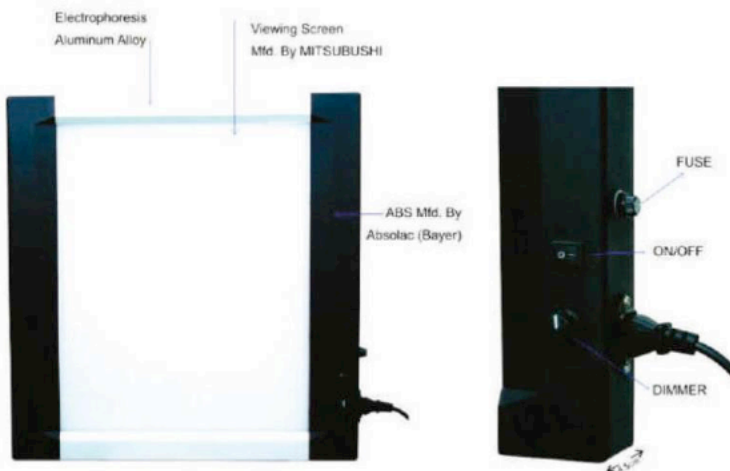 Electrophoresis
Aluminum Alloy
Viewing Screen
Mfd. By MITSUBUSHI
ABS Mfd. By
Absolac (Bayer)
FUSE
ON/OFF
DIMMER